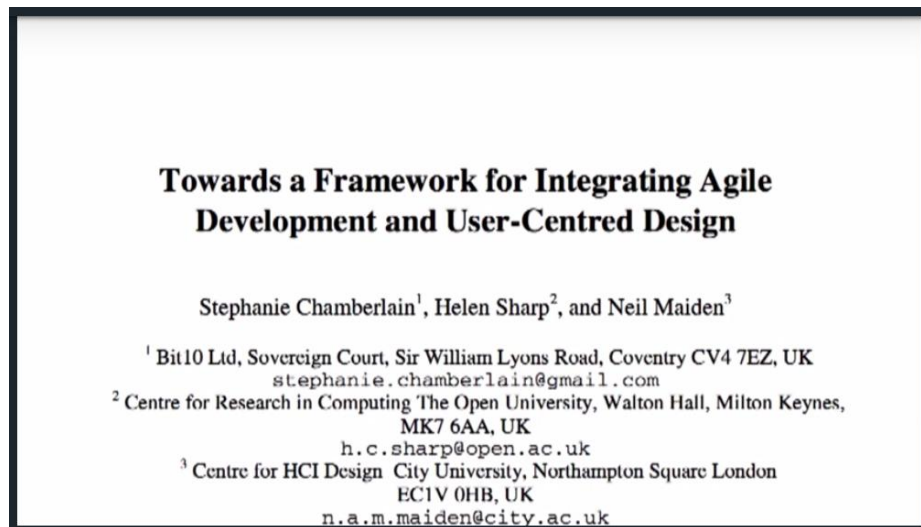 Towards a Framework for Integrating Agile
Development and User-Centred Design
Stephanie Chamberlain¹, Helen Sharp², and Neil Maiden³
¹ Bit10 Ltd, Sovereign Court, Sir William Lyons Road, Coventry CV4 7EZ, UK
stephanie.chamberlain@gmail.com
² Centre for Research in Computing The Open University, Walton Hall, Milton Keynes,
MK7 6AA, UK
h.c.sharp@open.ac.uk
³ Centre for HCI Design City University, Northampton Square London
EC1V 0HB, UK
n.a.m.maiden@city.ac.uk